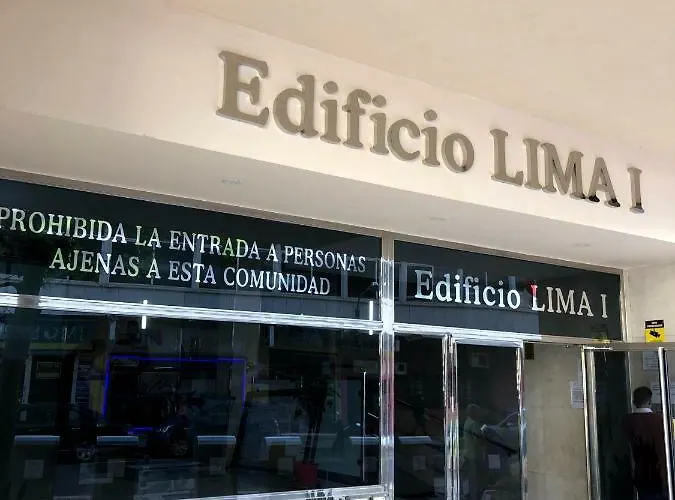 Edificio LIMA I
PROHIBIDA LA ENTRADA A PERSONAS
AJENAS A ESTA COMUNIDAD
Edificio LIMA I